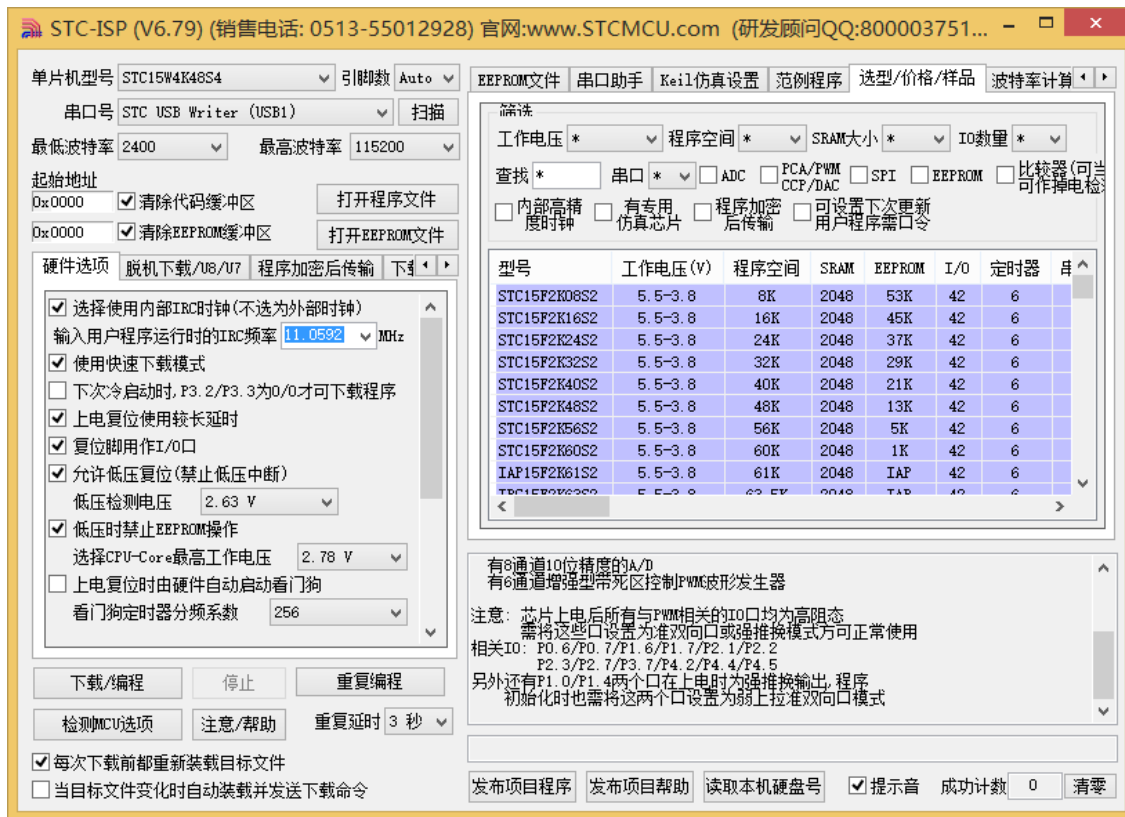 STC-ISP (V6.79) (销售电话: 0513-55012928) 官网:www.STCMCU.com (研发顾问QQ:800003751...
单片机型号 STC15W4K48S4 引脚数 Auto
串口号 STC USB Writer (USB1) 扫描
最低波特率 2400 最高波特率 115200
起始地址
0x0000 清除代码缓冲区 打开程序文件
0x0000 清除EEPROM缓冲区 打开EEPROM文件
硬件选项 脱机下载/U8/U7 程序加密后传输
选择使用内部IRC时钟(不选为外部时钟)
输入用户程序运行时的IRC频率 11.0592 MHz
使用快速下载模式
下次冷启动时,P3.2/P3.3为0/0才可下载程序
上电复位使用较长延时
复位脚用作I/O口
允许低压复位(禁止低压中断)
低压检测电压 2.63 V
低压时禁止EEPROM操作
选择CPU-Core最高工作电压 2.78 V
上电复位时由硬件自动启动看门狗
看门狗定时器分频系数 256
下载/编程 停止 重复编程
检测MCU选项 注意/帮助 重复延时 3 秒
每次下载前都重新装载目标文件
当目标文件变化时自动装载并发送下载命令
EEPROM文件 串口助手 Keil仿真设置 范例程序 选型/价格/样品 波特率计算
筛选
工作电压 * 程序空间 * SRAM大小 * IO数量 *
查找 * 串口 * ADC PCA/PWM CCP/DAC SPI EEPROM 比较器(可当 可作掉电检
内部高精度时钟 有专用仿真芯片 程序加密后传输 可设置下次更新用户程序需口令
型号 工作电压(V) 程序空间 SRAM EEPROM I/O 定时器 串
STC15F2K08S2 5.5-3.8 8K 2048 53K 42 6
STC15F2K16S2 5.5-3.8 16K 2048 45K 42 6
STC15F2K24S2 5.5-3.8 24K 2048 37K 42 6
STC15F2K32S2 5.5-3.8 32K 2048 29K 42 6
STC15F2K40S2 5.5-3.8 40K 2048 21K 42 6
STC15F2K48S2 5.5-3.8 48K 2048 13K 42 6
STC15F2K56S2 5.5-3.8 56K 2048 5K 42 6
STC15F2K60S2 5.5-3.8 60K 2048 1K 42 6
IAP15F2K61S2 5.5-3.8 61K 2048 IAP 42 6
有8通道10位精度的A/D
有6通道增强型带死区控制PWM波形发生器
注意: 芯片上电后所有与PWM相关的IO口均为高阻态
需将这些口设置为准双向口或强推挽模式方可正常使用
相关IO: P0.6/P0.7/P1.6/P1.7/P2.1/P2.2
P2.3/P2.7/P3.7/P4.2/P4.4/P4.5
另外还有P1.0/P1.4两个口在上电时为强推挽输出,程序
初始化时也需将这两个口设置为弱上拉准双向口模式
发布项目程序 发布项目帮助 读取本机硬盘号 提示音 成功计数 0 清零